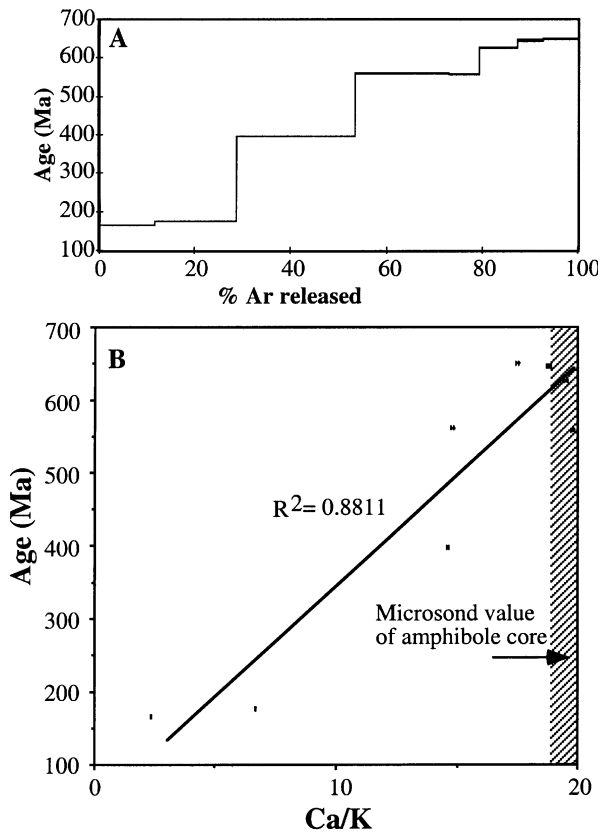 A
700
600
500
400
300
200
100
Age (Ma)
0 20 40 60 80 100
% Ar released
B
700
600
500
400
300
200
100
Age (Ma)
R2= 0.8811
Microsond value
of amphibole core
0 10 20
Ca/K